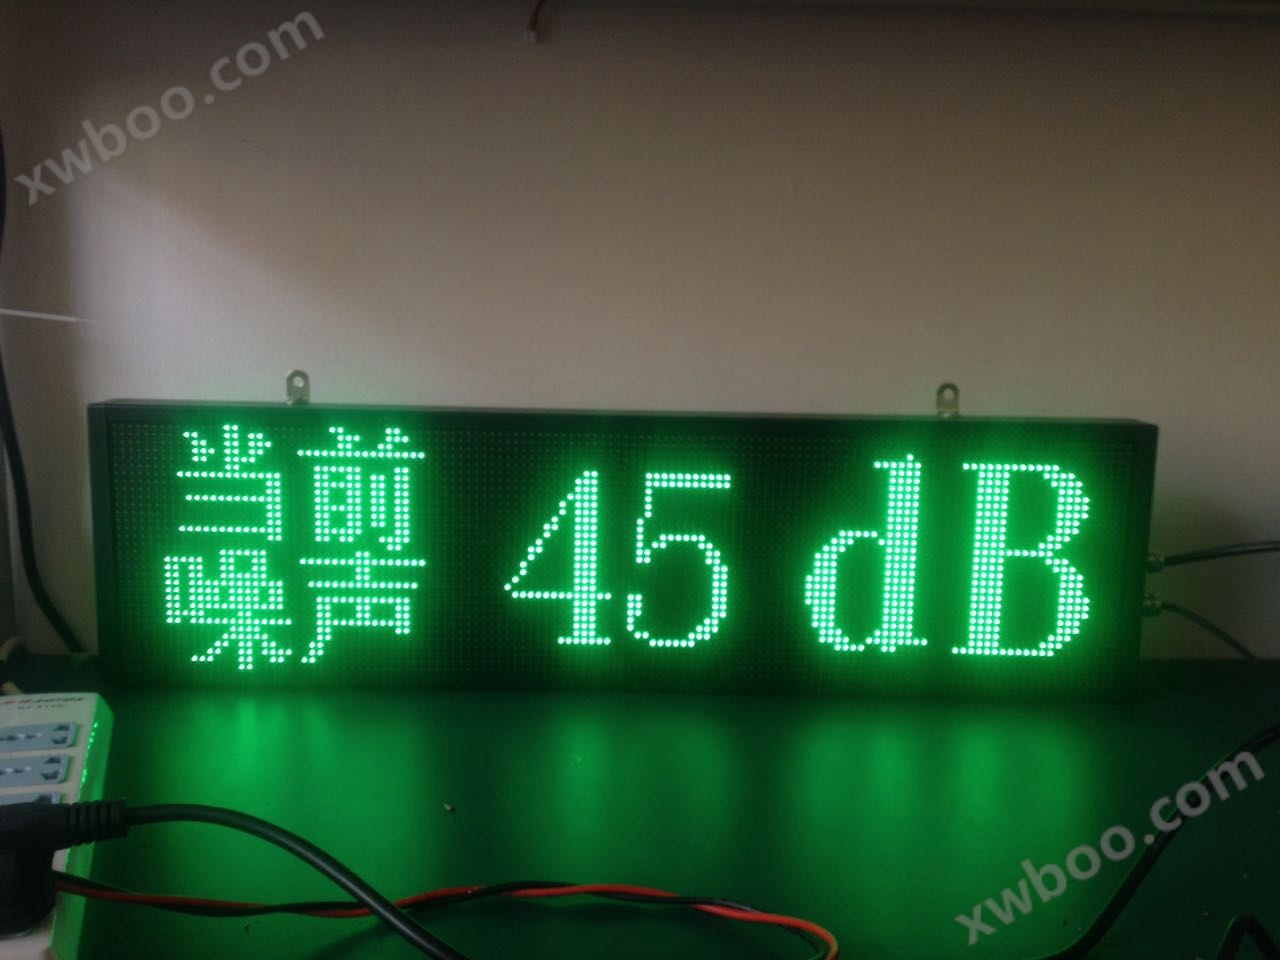 xwboo.com
当前
噪声
45 dB
xwboo.com